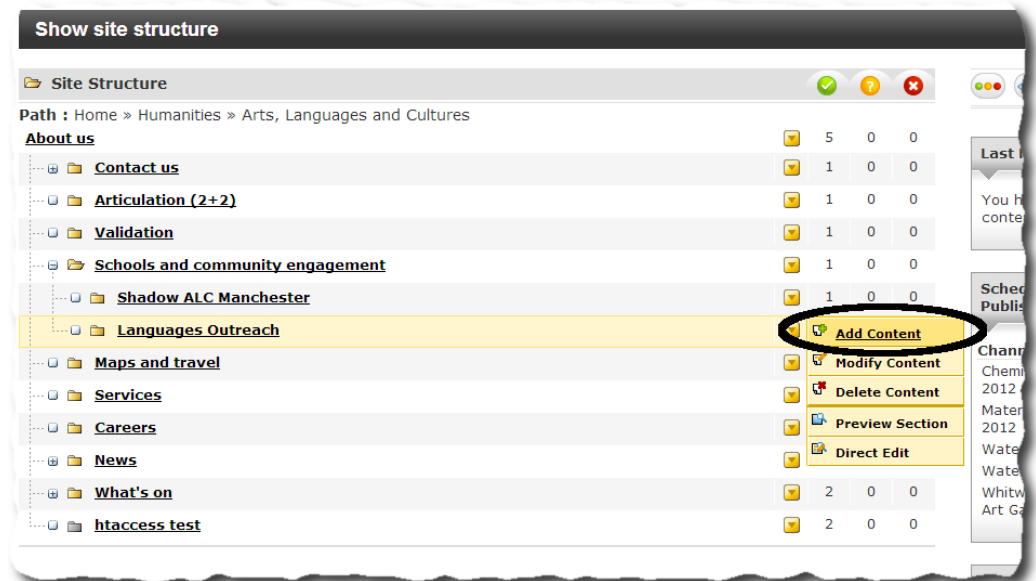 Show site structure
Site Structure
Path : Home » Humanities » Arts, Languages and Cultures
About us 5 0 0
Contact us 1 0 0
Articulation (2+2) 1 0 0
Validation 1 0 0
Schools and community engagement 1 0 0
Shadow ALC Manchester 1 0 0
Languages Outreach
Add Content
Maps and travel
Modify Content
Services
Delete Content
Careers
Preview Section
News
Direct Edit
What's on 2 0 0
htaccess test 2 0 0
Last
You h
conte
Sched
Publis
Chann
Chemi
2012
Mater
2012
Wate
Wate
Whitw
Art Ga